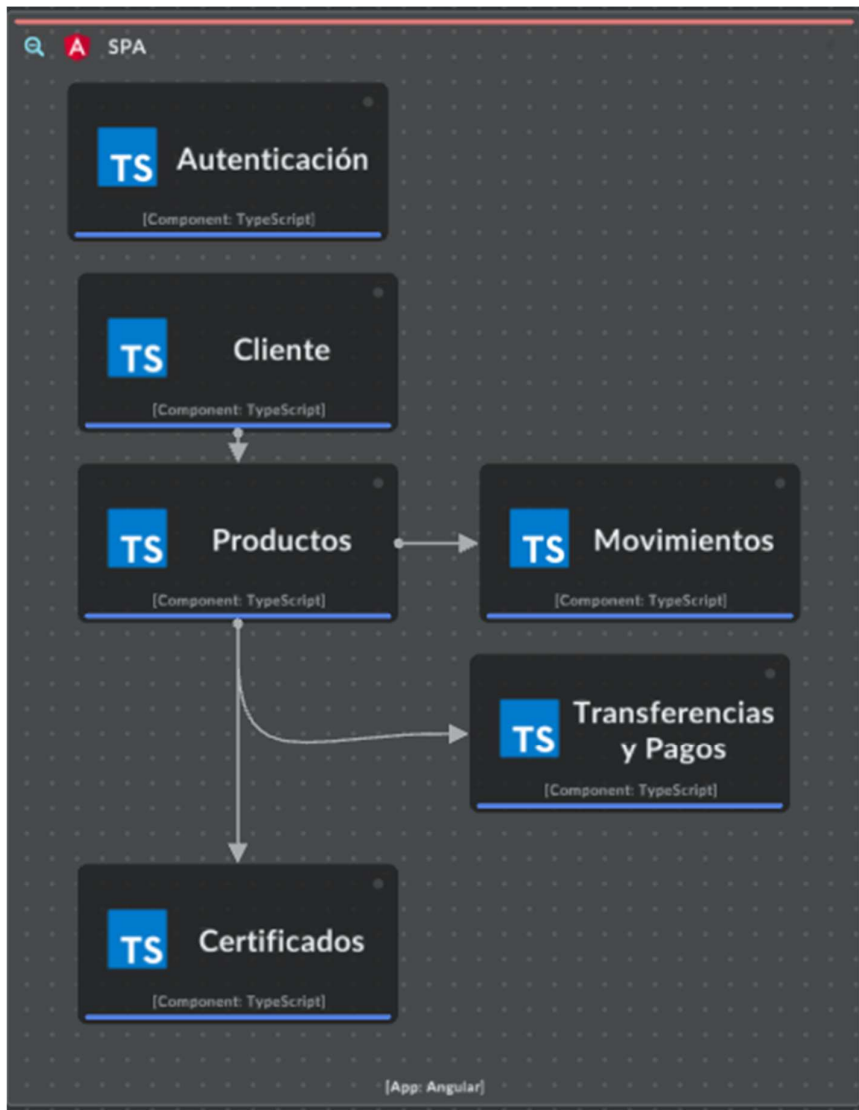 SPA
TS Autenticación
[Component: TypeScript]
TS Cliente
[Component: TypeScript]
TS Productos
[Component: TypeScript]
TS Movimientos
[Component: TypeScript]
TS Transferencias
y Pagos
[Component: TypeScript]
TS Certificados
[Component: TypeScript]
[App: Angular]